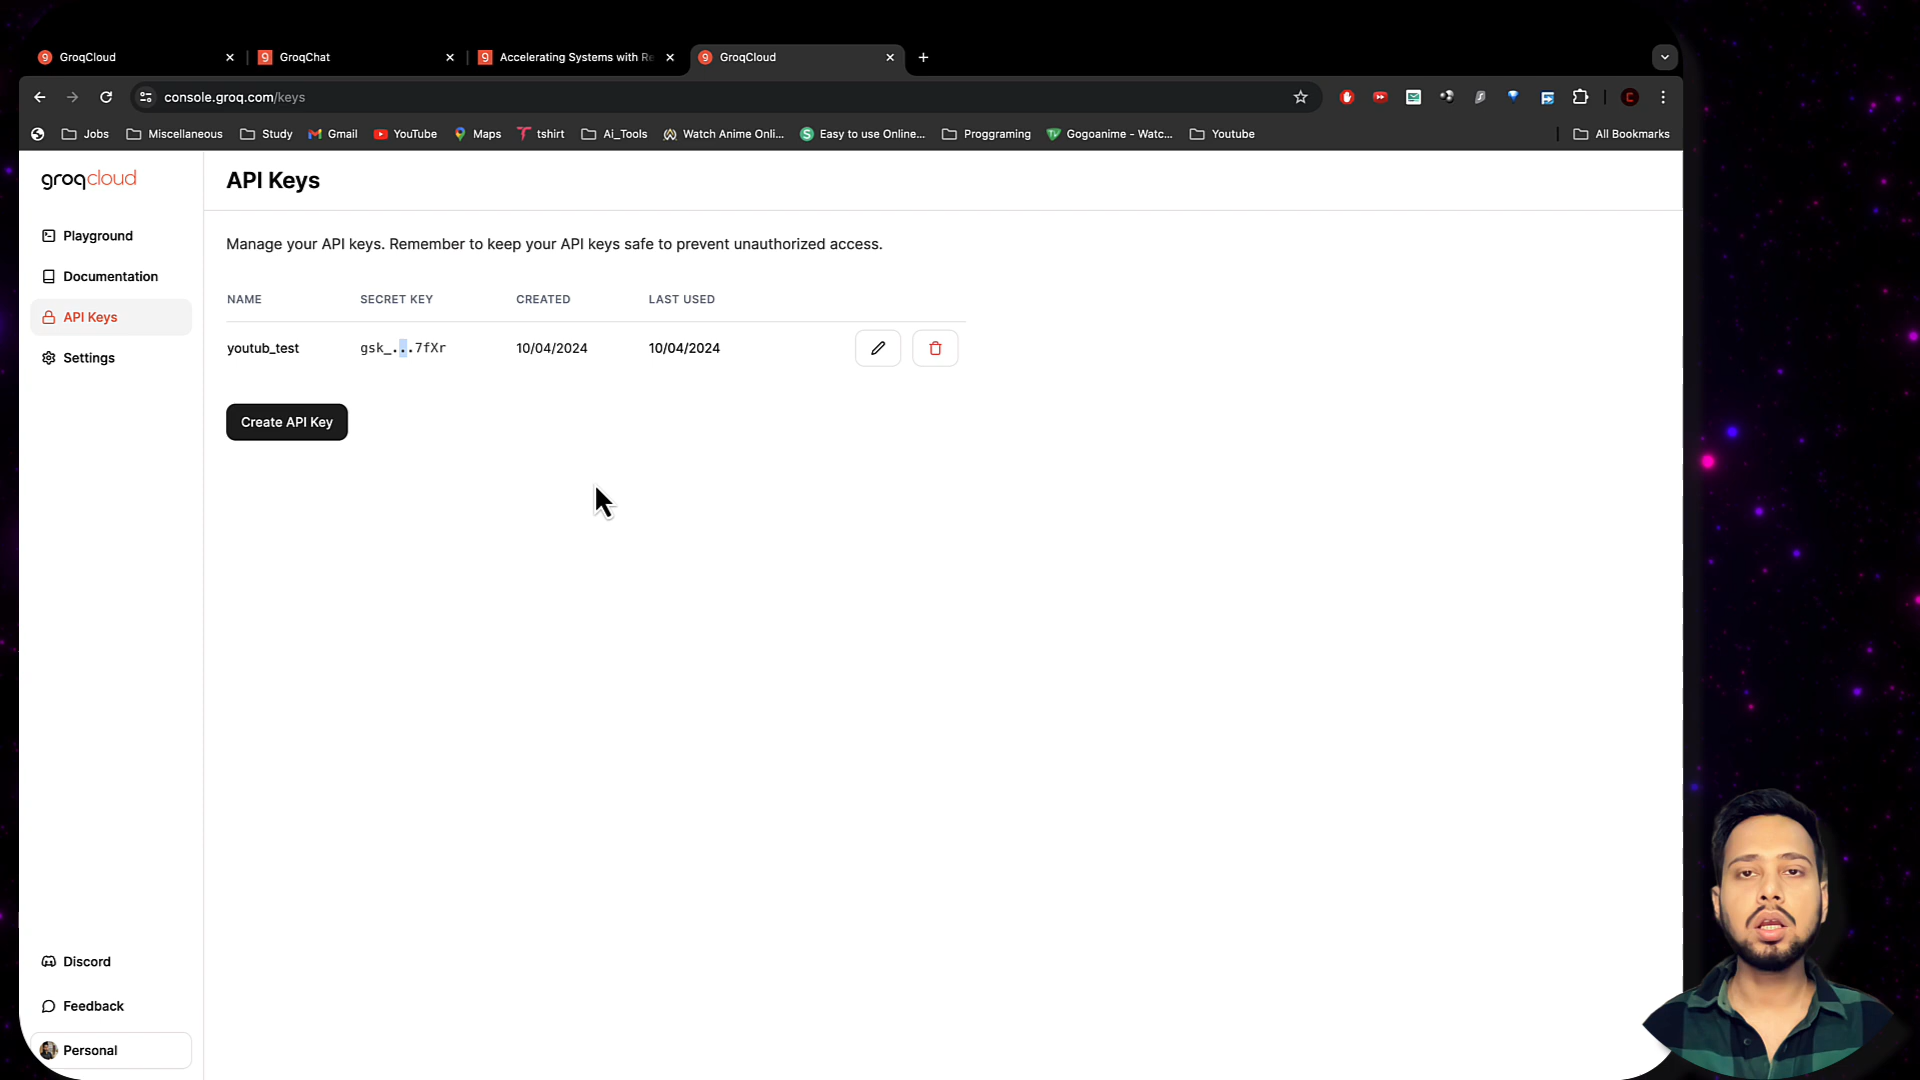 GroqCloud
GroqChat
Accelerating Systems with Re
GroqCloud
console.groq.com/keys
Jobs
Miscellaneous
Study
Gmail
YouTube
Maps
tshirt
Ai_Tools
Watch Anime Onli...
Easy to use Online...
Proggraming
Gogoanime - Watc...
Youtube
All Bookmarks
groqcloud
Playground
Documentation
API Keys
Settings
API Keys
Manage your API keys. Remember to keep your API keys safe to prevent unauthorized access.
NAME SECRET KEY CREATED LAST USED
youtub_test gsk_...7fXr 10/04/2024 10/04/2024
Create API Key
Discord
Feedback
Personal